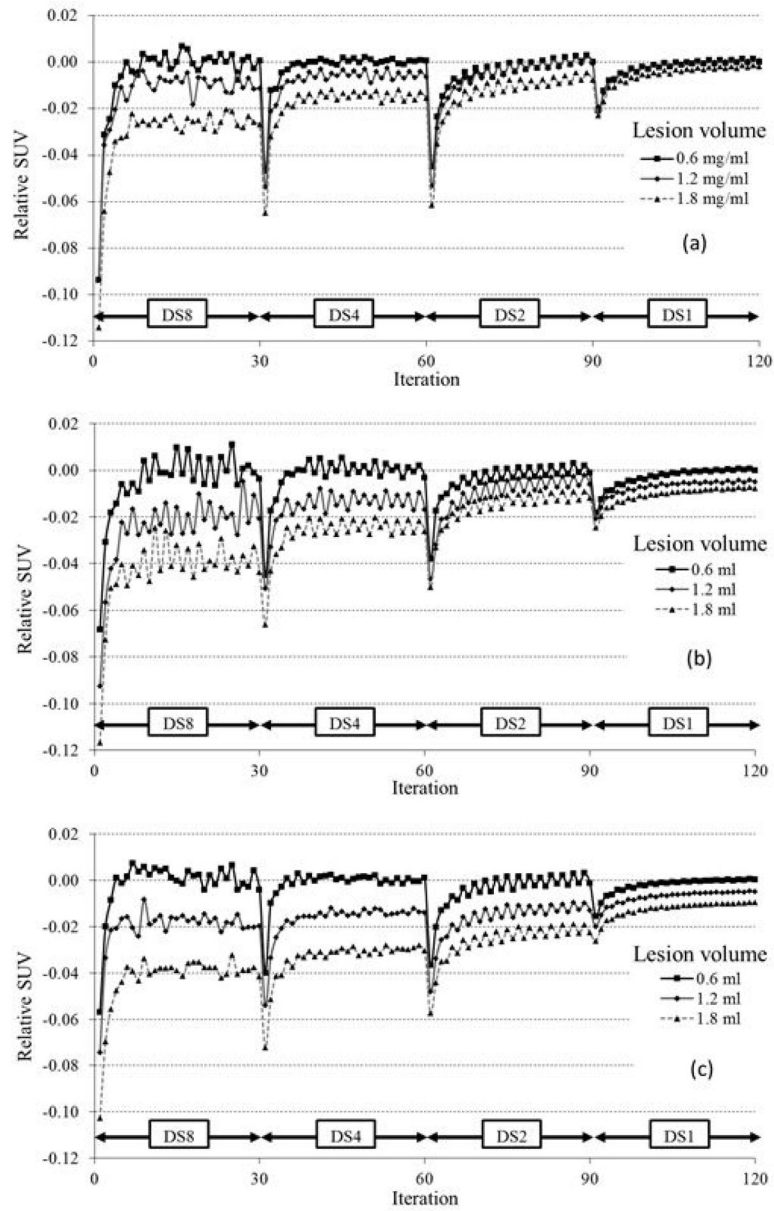 0.02
0.00
-0.02
-0.04
-0.06
-0.08
-0.10
-0.12
Relative SUV
Lesion volume
0.6 mg/ml
1.2 mg/ml
1.8 mg/ml
(a)
DS8 DS4 DS2 DS1
0 30 60 90 120
Iteration
0.02
0.00
-0.02
-0.04
-0.06
-0.08
-0.10
-0.12
Relative SUV
Lesion volume
0.6 ml
1.2 ml
1.8 ml
(b)
DS8 DS4 DS2 DS1
0 30 60 90 120
Iteration
0.02
0.00
-0.02
-0.04
-0.06
-0.08
-0.10
-0.12
Relative SUV
Lesion volume
0.6 ml
1.2 ml
1.8 ml
(c)
DS8 DS4 DS2 DS1
0 30 60 90 120
Iteration